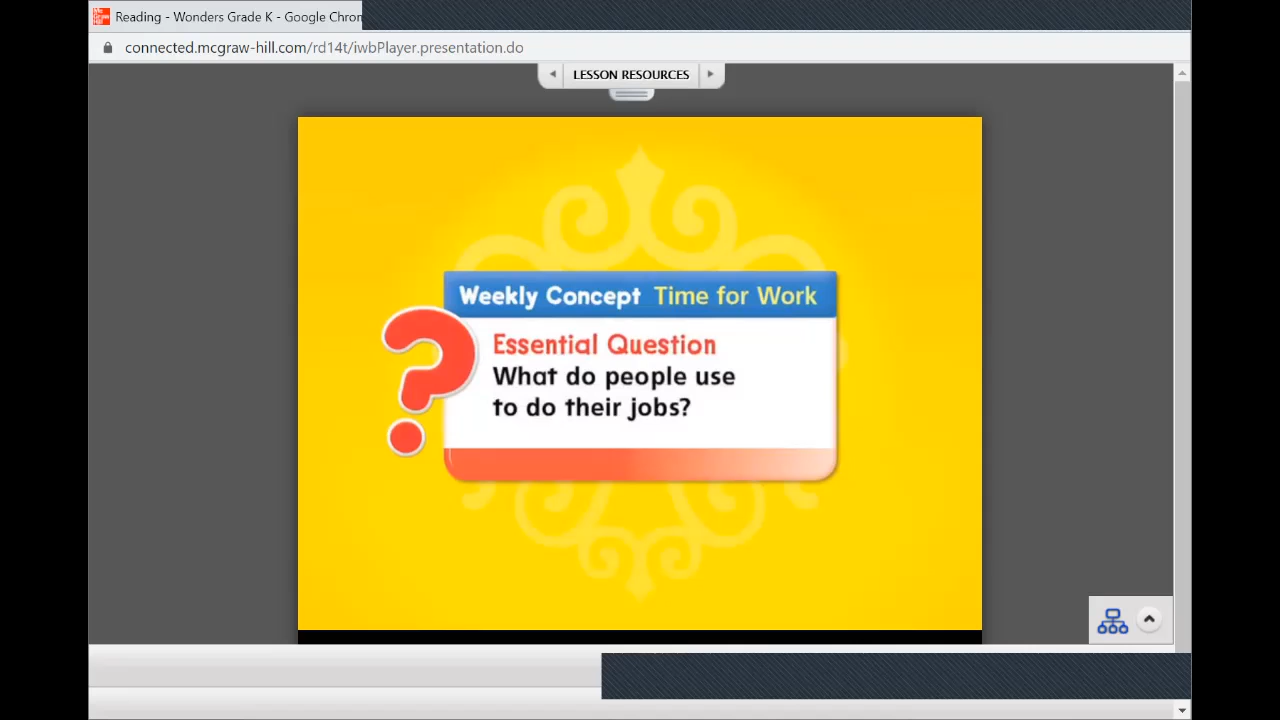 Reading - Wonders Grade K - Google Chron
connected.mcgraw-hill.com/rd14t/iwbPlayer.presentation.do
LESSON RESOURCES
Weekly Concept Time for Work
Essential Question
What do people use
to do their jobs?